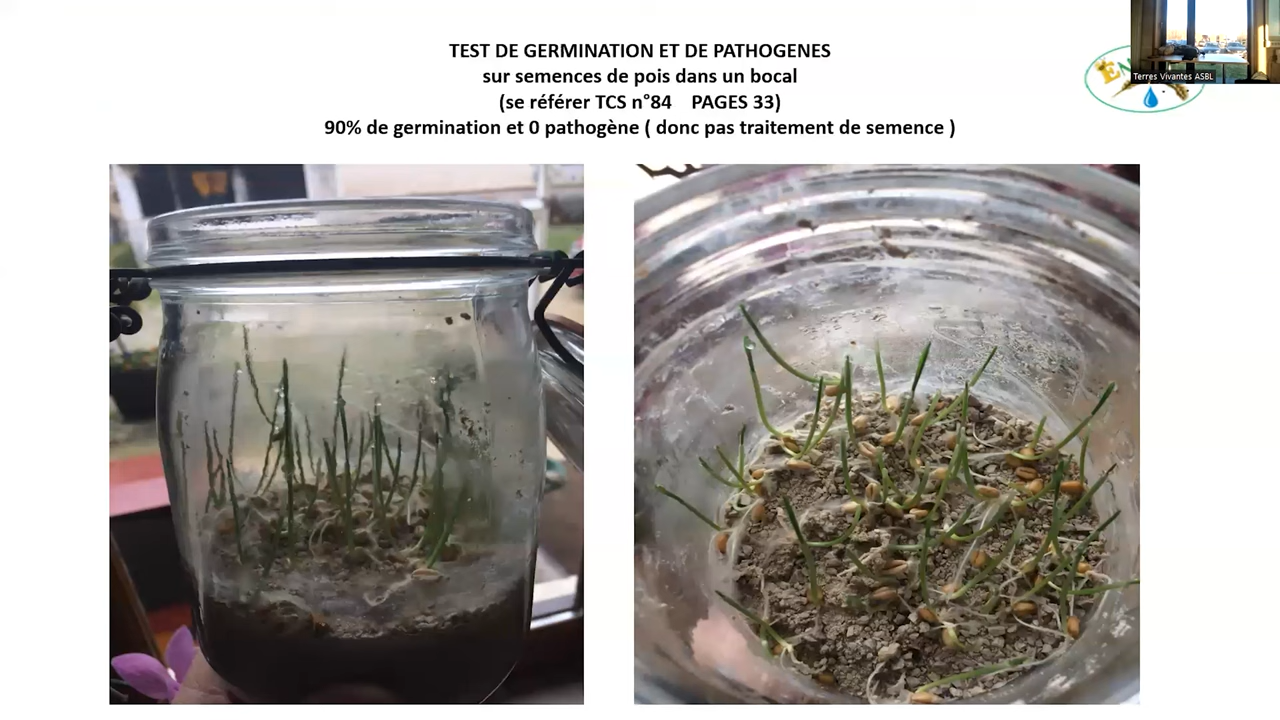 TEST DE GERMINATION ET DE PATHOGENES
sur semences de pois dans un bocal
(se référer TCS n°84 PAGES 33)
90% de germination et 0 pathogène ( donc pas traitement de semence )
Terres Vivantes ASBL